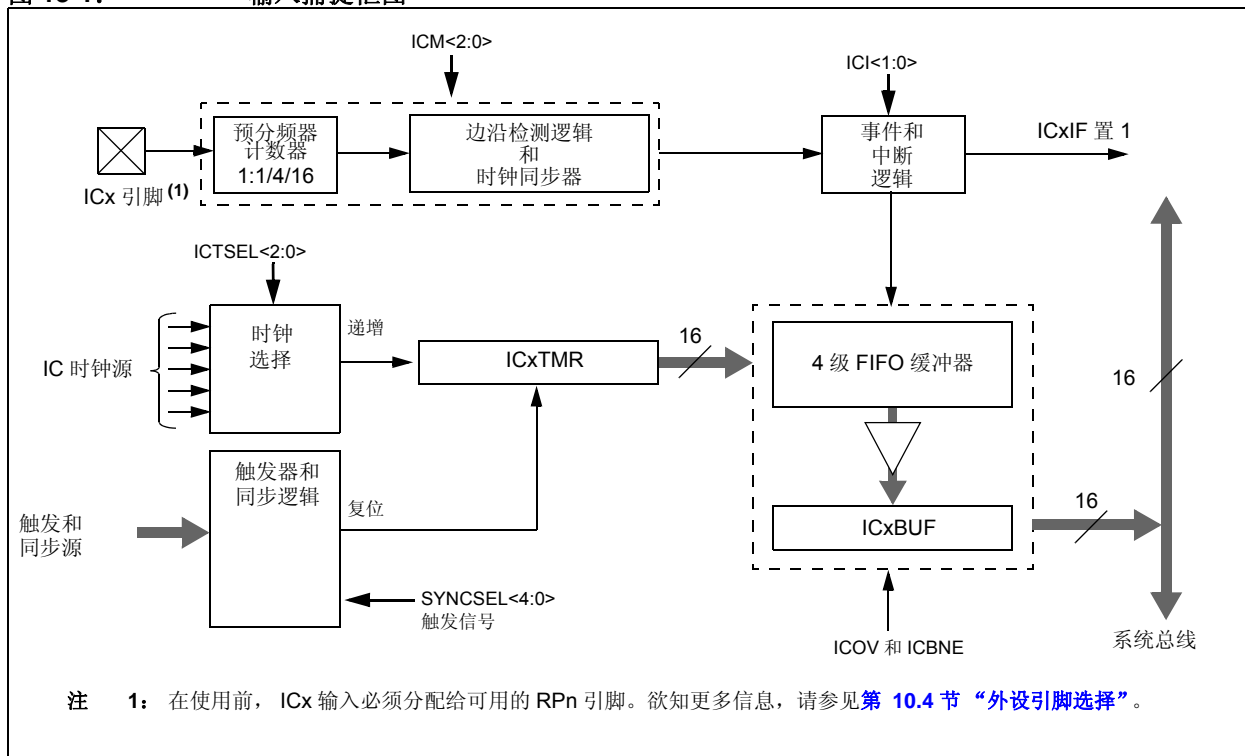 ICM<2:0>
ICI<1:0>
预分频器
计数器
1:1/4/16
边沿检测逻辑
和
时钟同步器
事件和
中断
逻辑
ICxIF 置 1
ICx 引脚 (1)
ICTSEL<2:0>
IC 时钟源
时钟
选择
递增
ICxTMR
16
4 级 FIFO 缓冲器
16
触发器和
同步逻辑
复位
触发和
同步源
ICxBUF
16
SYNCSEL<4:0>
触发信号
ICOV 和 ICBNE
系统总线
注 1: 在使用前, ICx 输入必须分配给可用的 RPn 引脚。欲知更多信息,请参见第 10.4 节 “外设引脚选择”。